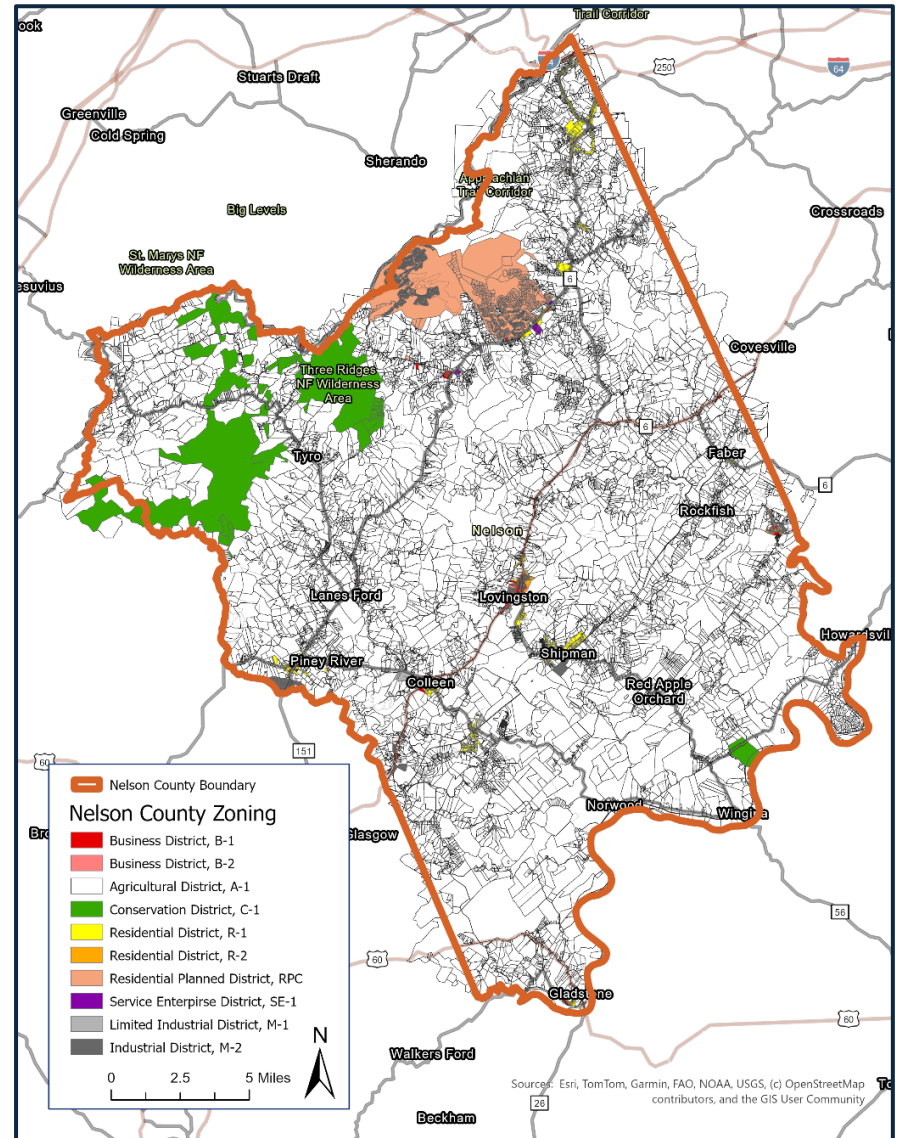 ook
Trail Corridor
64
250
64
Stuarts Draft
Greenville
Cold Spring
Sherando
Appalachian
Trail Corridor
Big Levels
Crossroads
St. Marys NF
Wilderness Area
esuvius
6
Covesville
Three Ridges
NF Wilderness
Area
6
Tyro
Faber
6
Rockfish
Nelson
Lanes Ford
Lovingston
Howardsvil
Shipman
Piney River
Colleen
Red Apple
Orchard
151
60
Norwood
Wingina
Bro
Glasgow
56
60
Gladstone
60
Walkers Ford
26
Beckham
To
Nelson County Boundary
Nelson County Zoning
Business District, B-1
Business District, B-2
Agricultural District, A-1
Conservation District, C-1
Residential District, R-1
Residential District, R-2
Residential Planned District, RPC
Service Enterpirse District, SE-1
Limited Industrial District, M-1
Industrial District, M-2
N
0 2.5 5 Miles
Sources: Esri, TomTom, Garmin, FAO, NOAA, USGS, (c) OpenStreetMap
contributors, and the GIS User Community